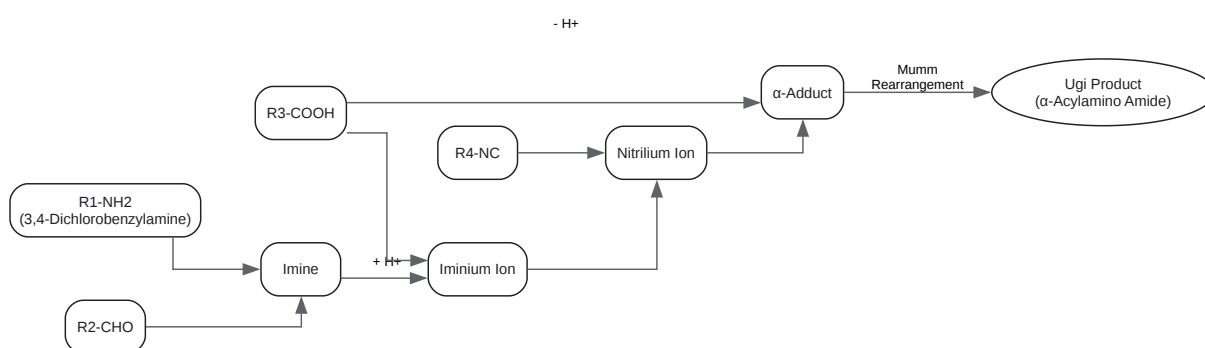 - H+
Mumm
Rearrangement
Ugi Product
(α-Acylamino Amide)
α-Adduct
R3-COOH
R4-NC
Nitrilium Ion
R1-NH2
(3,4-Dichlorobenzylamine)
+ H+
Imine
Iminium Ion
R2-CHO